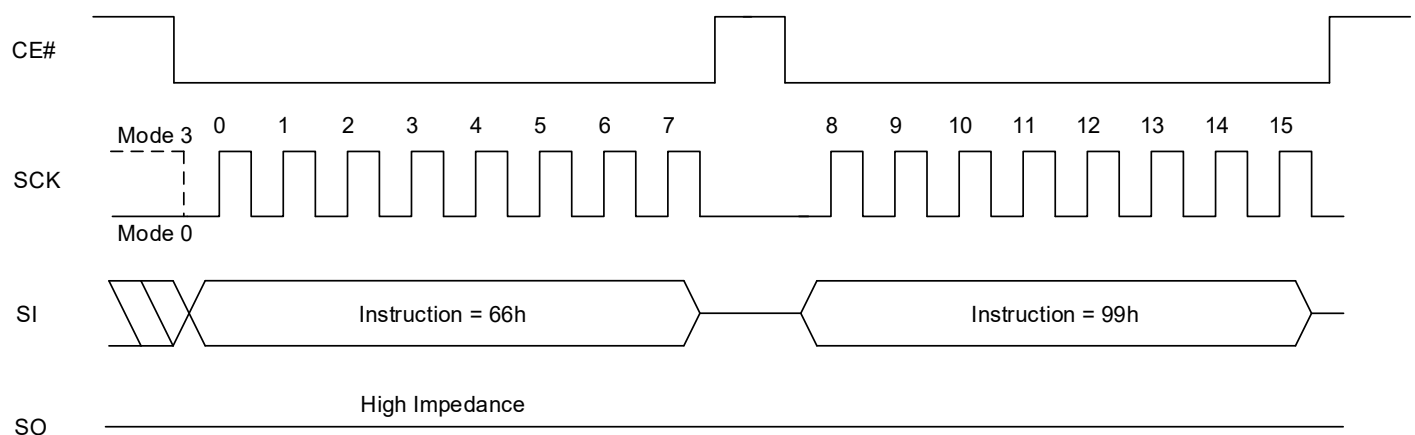 CE#
Mode 3
0 1 2 3 4 5 6 7 8 9 10 11 12 13 14 15
SCK
Mode 0
SI
Instruction = 66h
Instruction = 99h
High Impedance
SO